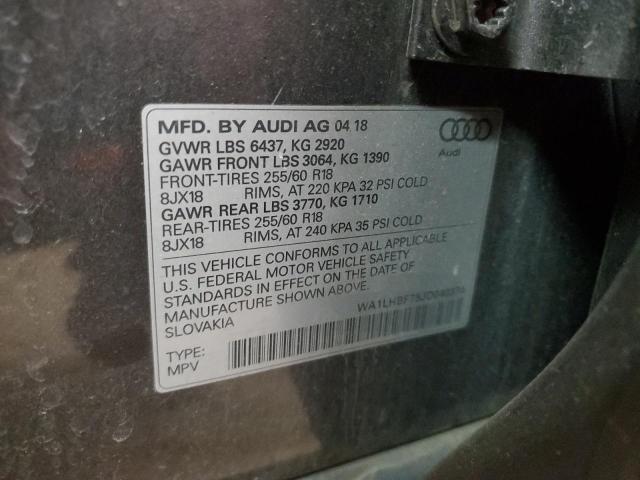 MFD. BY AUDI AG 04 18
GVWR LBS 6437, KG 2920
GAWR FRONT LBS 3064, KG 1390
FRONT-TIRES 255/60 R18
8JX18 RIMS, AT 220 KPA 32 PSI COLD
GAWR REAR LBS 3770, KG 1710
REAR-TIRES 255/60 R18
8JX18 RIMS, AT 240 KPA 35 PSI COLD
Audi
THIS VEHICLE CONFORMS TO ALL APPLICABLE
U.S. FEDERAL MOTOR VEHICLE SAFETY
STANDARDS IN EFFECT ON THE DATE OF
MANUFACTURE SHOWN ABOVE.
SLOVAKIA
TYPE:
MPV